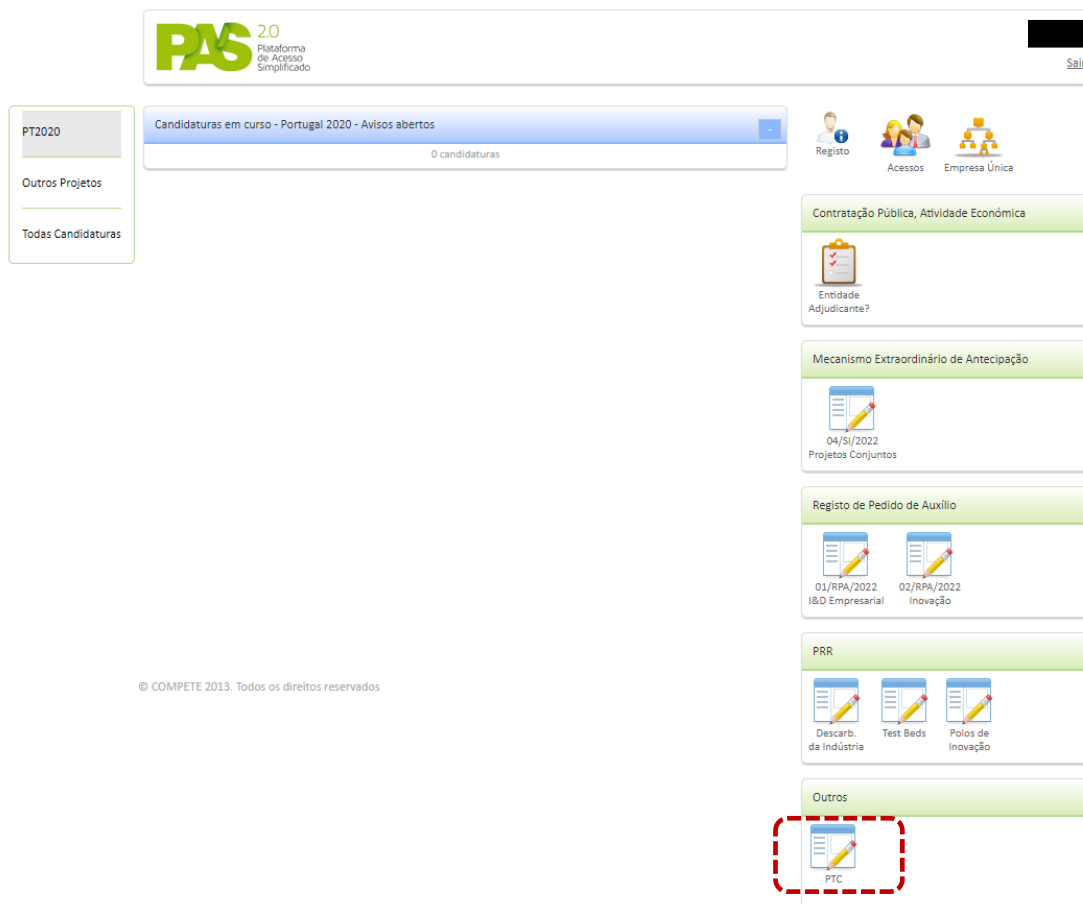 PAS 2.0
Plataforma
de Acesso
Simplificado
Sair
PT2020
Outros Projetos
Todas Candidaturas
Candidaturas em curso - Portugal 2020 - Avisos abertos
-
0 candidaturas
Registo
Acessos
Empresa Única
Contratação Pública, Atividade Económica
Entidade
Adjudicante?
Mecanismo Extraordinário de Antecipação
04/SI/2022
Projetos Conjuntos
Registo de Pedido de Auxílio
01/RPA/2022
I&D Empresarial
02/RPA/2022
Inovação
PRR
Descarb.
da Indústria
Test Beds
Polos de
Inovação
Outros
PTC
© COMPETE 2013. Todos os direitos reservados